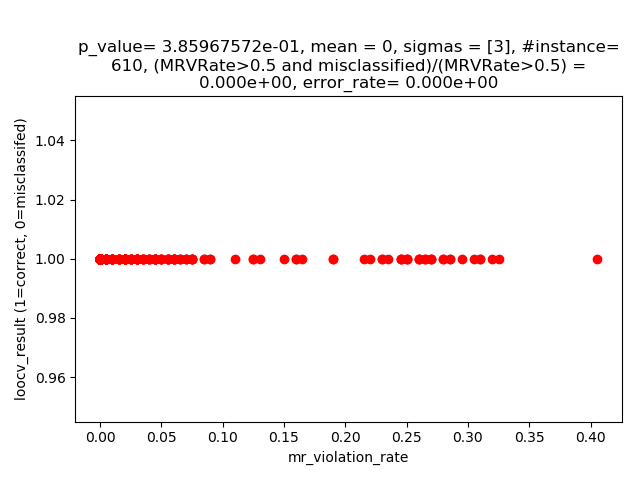 p_value= 3.85967572e-01, mean = 0, sigmas = [3], #instance=
610, (MRVRate>0.5 and misclassified)/(MRVRate>0.5) =
0.000e+00, error_rate= 0.000e+00
loocv_result (1=correct, 0=misclassifed)
1.04
1.02
1.00
0.98
0.96
0.00 0.05 0.10 0.15 0.20 0.25 0.30 0.35 0.40
mr_violation_rate